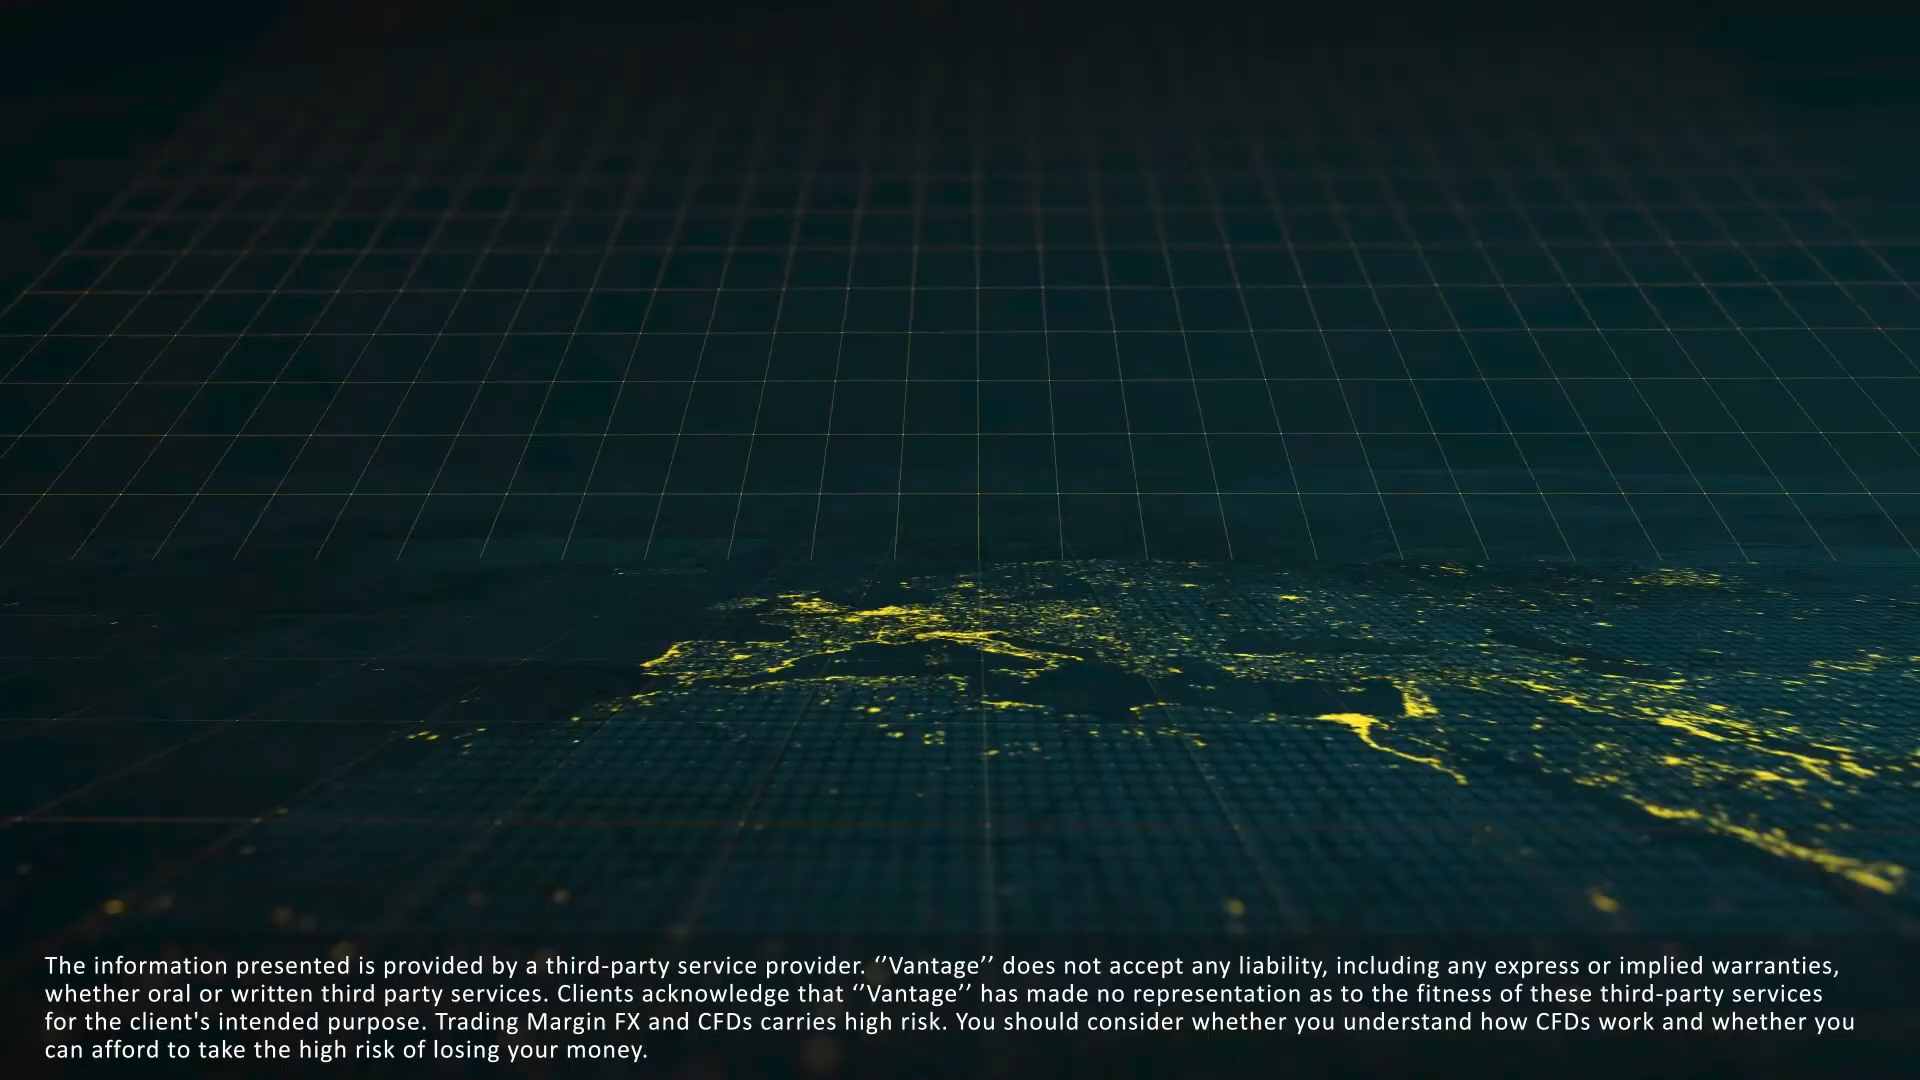 The information presented is provided by a third-party service provider. ‘’Vantage’’ does not accept any liability, including any express or implied warranties,
whether oral or written third party services. Clients acknowledge that ‘’Vantage’’ has made no representation as to the fitness of these third-party services
for the client's intended purpose. Trading Margin FX and CFDs carries high risk. You should consider whether you understand how CFDs work and whether you
can afford to take the high risk of losing your money.